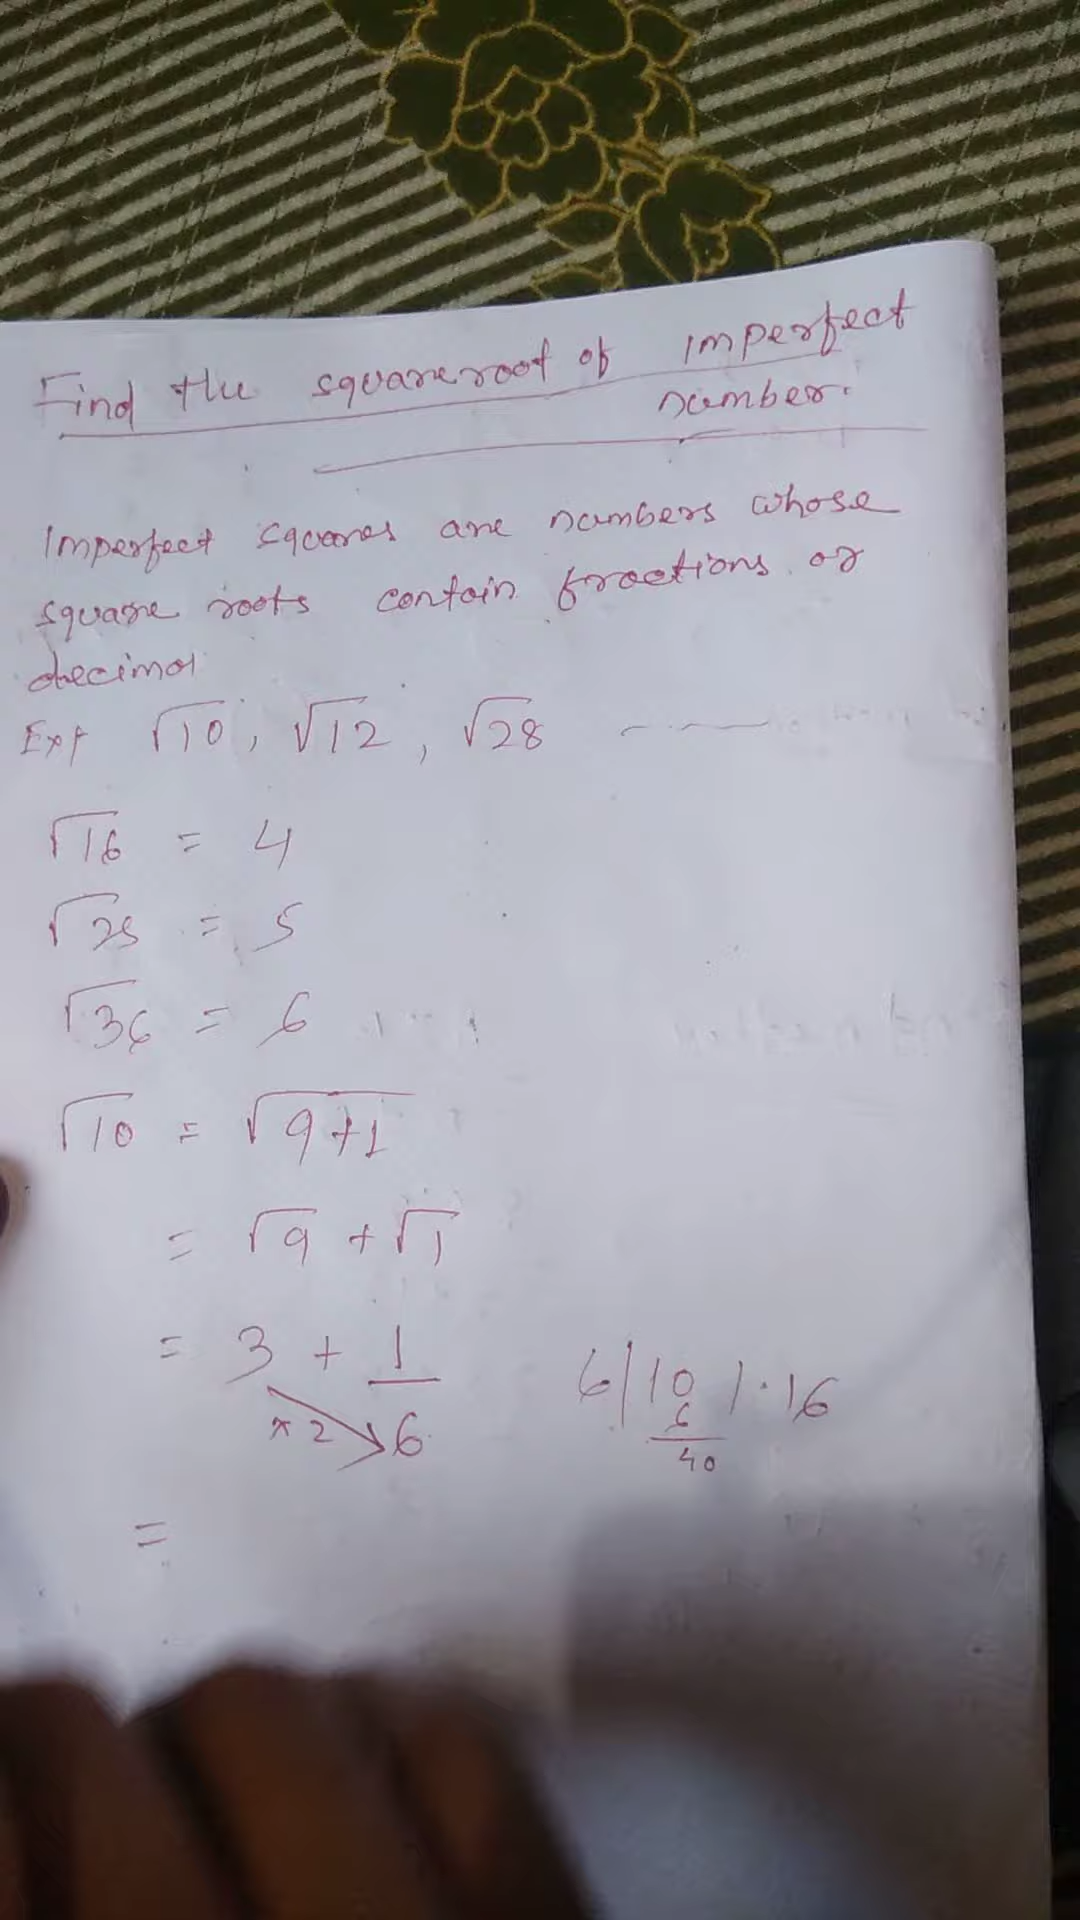 Find the squareroot of imperfect
number.
Imperfect squares are numbers whose
square roots contain fractions or
decimal
Ext √10, √12, √28 -----
√16 = 4
√25 = 5
√36 = 6
√10 = √9+1
= √9 + √1
= 3 + 1
×2 6
6|10|.16
6
40
=